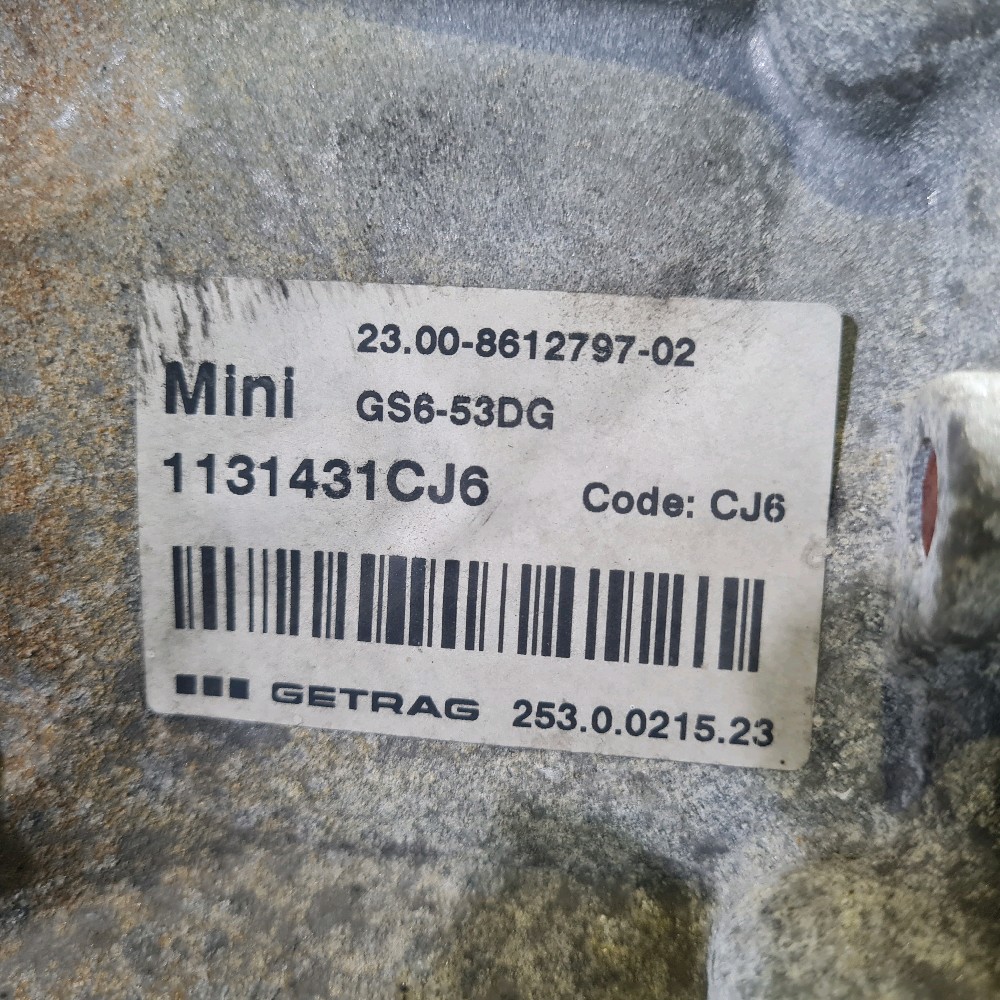 23.00-8612797-02
Mini GS6-53DG
1131431CJ6 Code: CJ6
GETRAG 253.0.0215.23